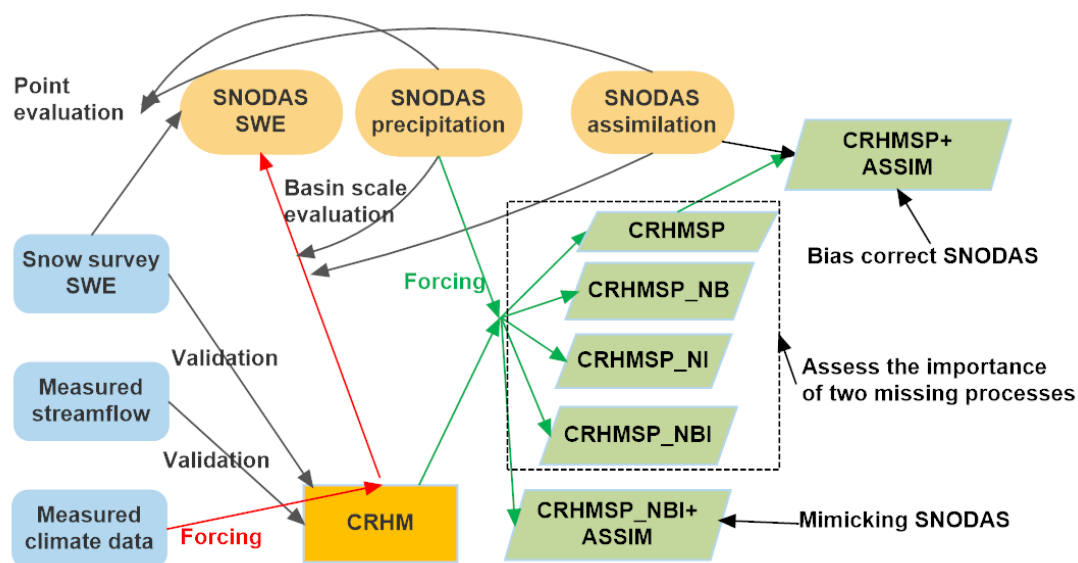 Point
evaluation
SNODAS
SWE
SNODAS
precipitation
SNODAS
assimilation
CRHMSP+
ASSIM
Basin scale
evaluation
Snow survey
SWE
CRHMSP
Bias correct SNODAS
Forcing
CRHMSP_NB
Validation
CRHMSP_NI
Assess the importance
of two missing processes
Measured
streamflow
CRHMSP_NBI
Validation
Measured
climate data
Forcing
CRHM
CRHMSP_NBI+
ASSIM
Mimicking SNODAS